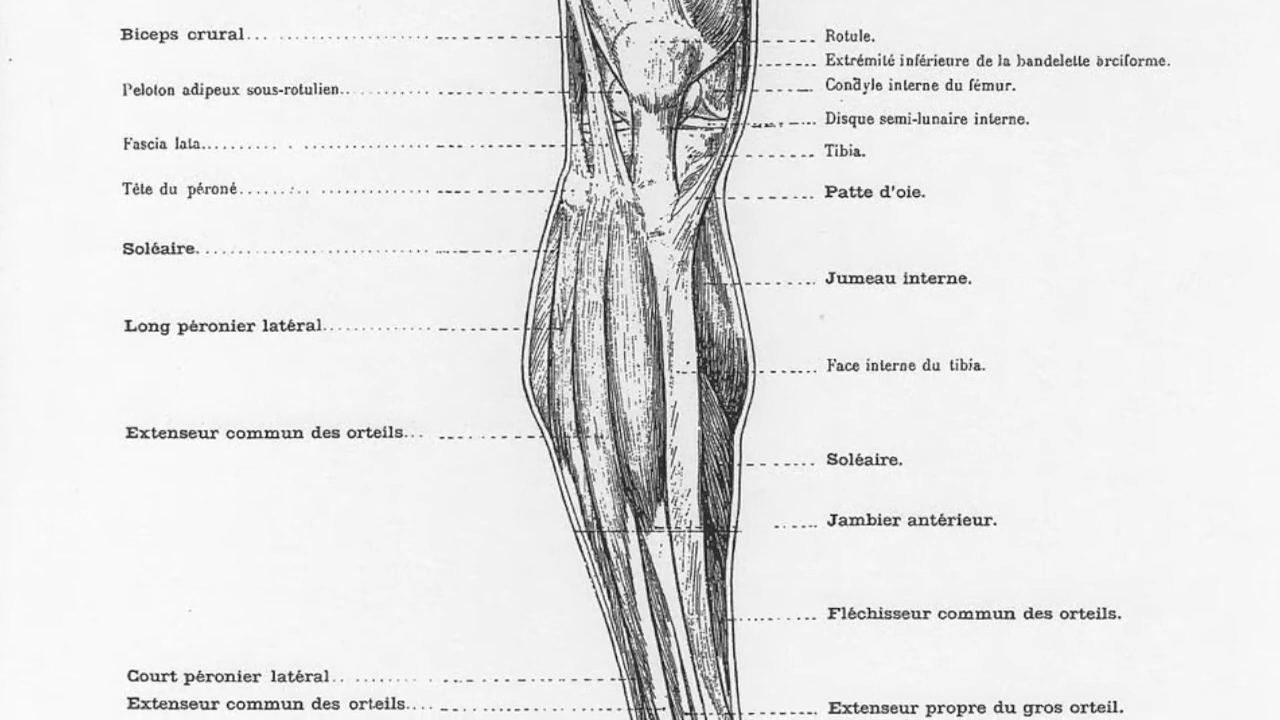 Biceps crural
Peloton adipeux sous-rotulien
Fascia lata
Tête du péroné
Soléaire
Long péronier latéral
Extenseur commun des orteils
Court péronier latéral
Extenseur commun des orteils
Rotule.
Extrémité inférieure de la bandelette arciforme.
Condyle interne du fémur.
Disque semi-lunaire interne.
Tibia.
Patte d'oie.
Jumeau interne.
Face interne du tibia.
Soléaire.
Jambier antérieur.
Fléchisseur commun des orteils.
Extenseur propre du gros orteil.